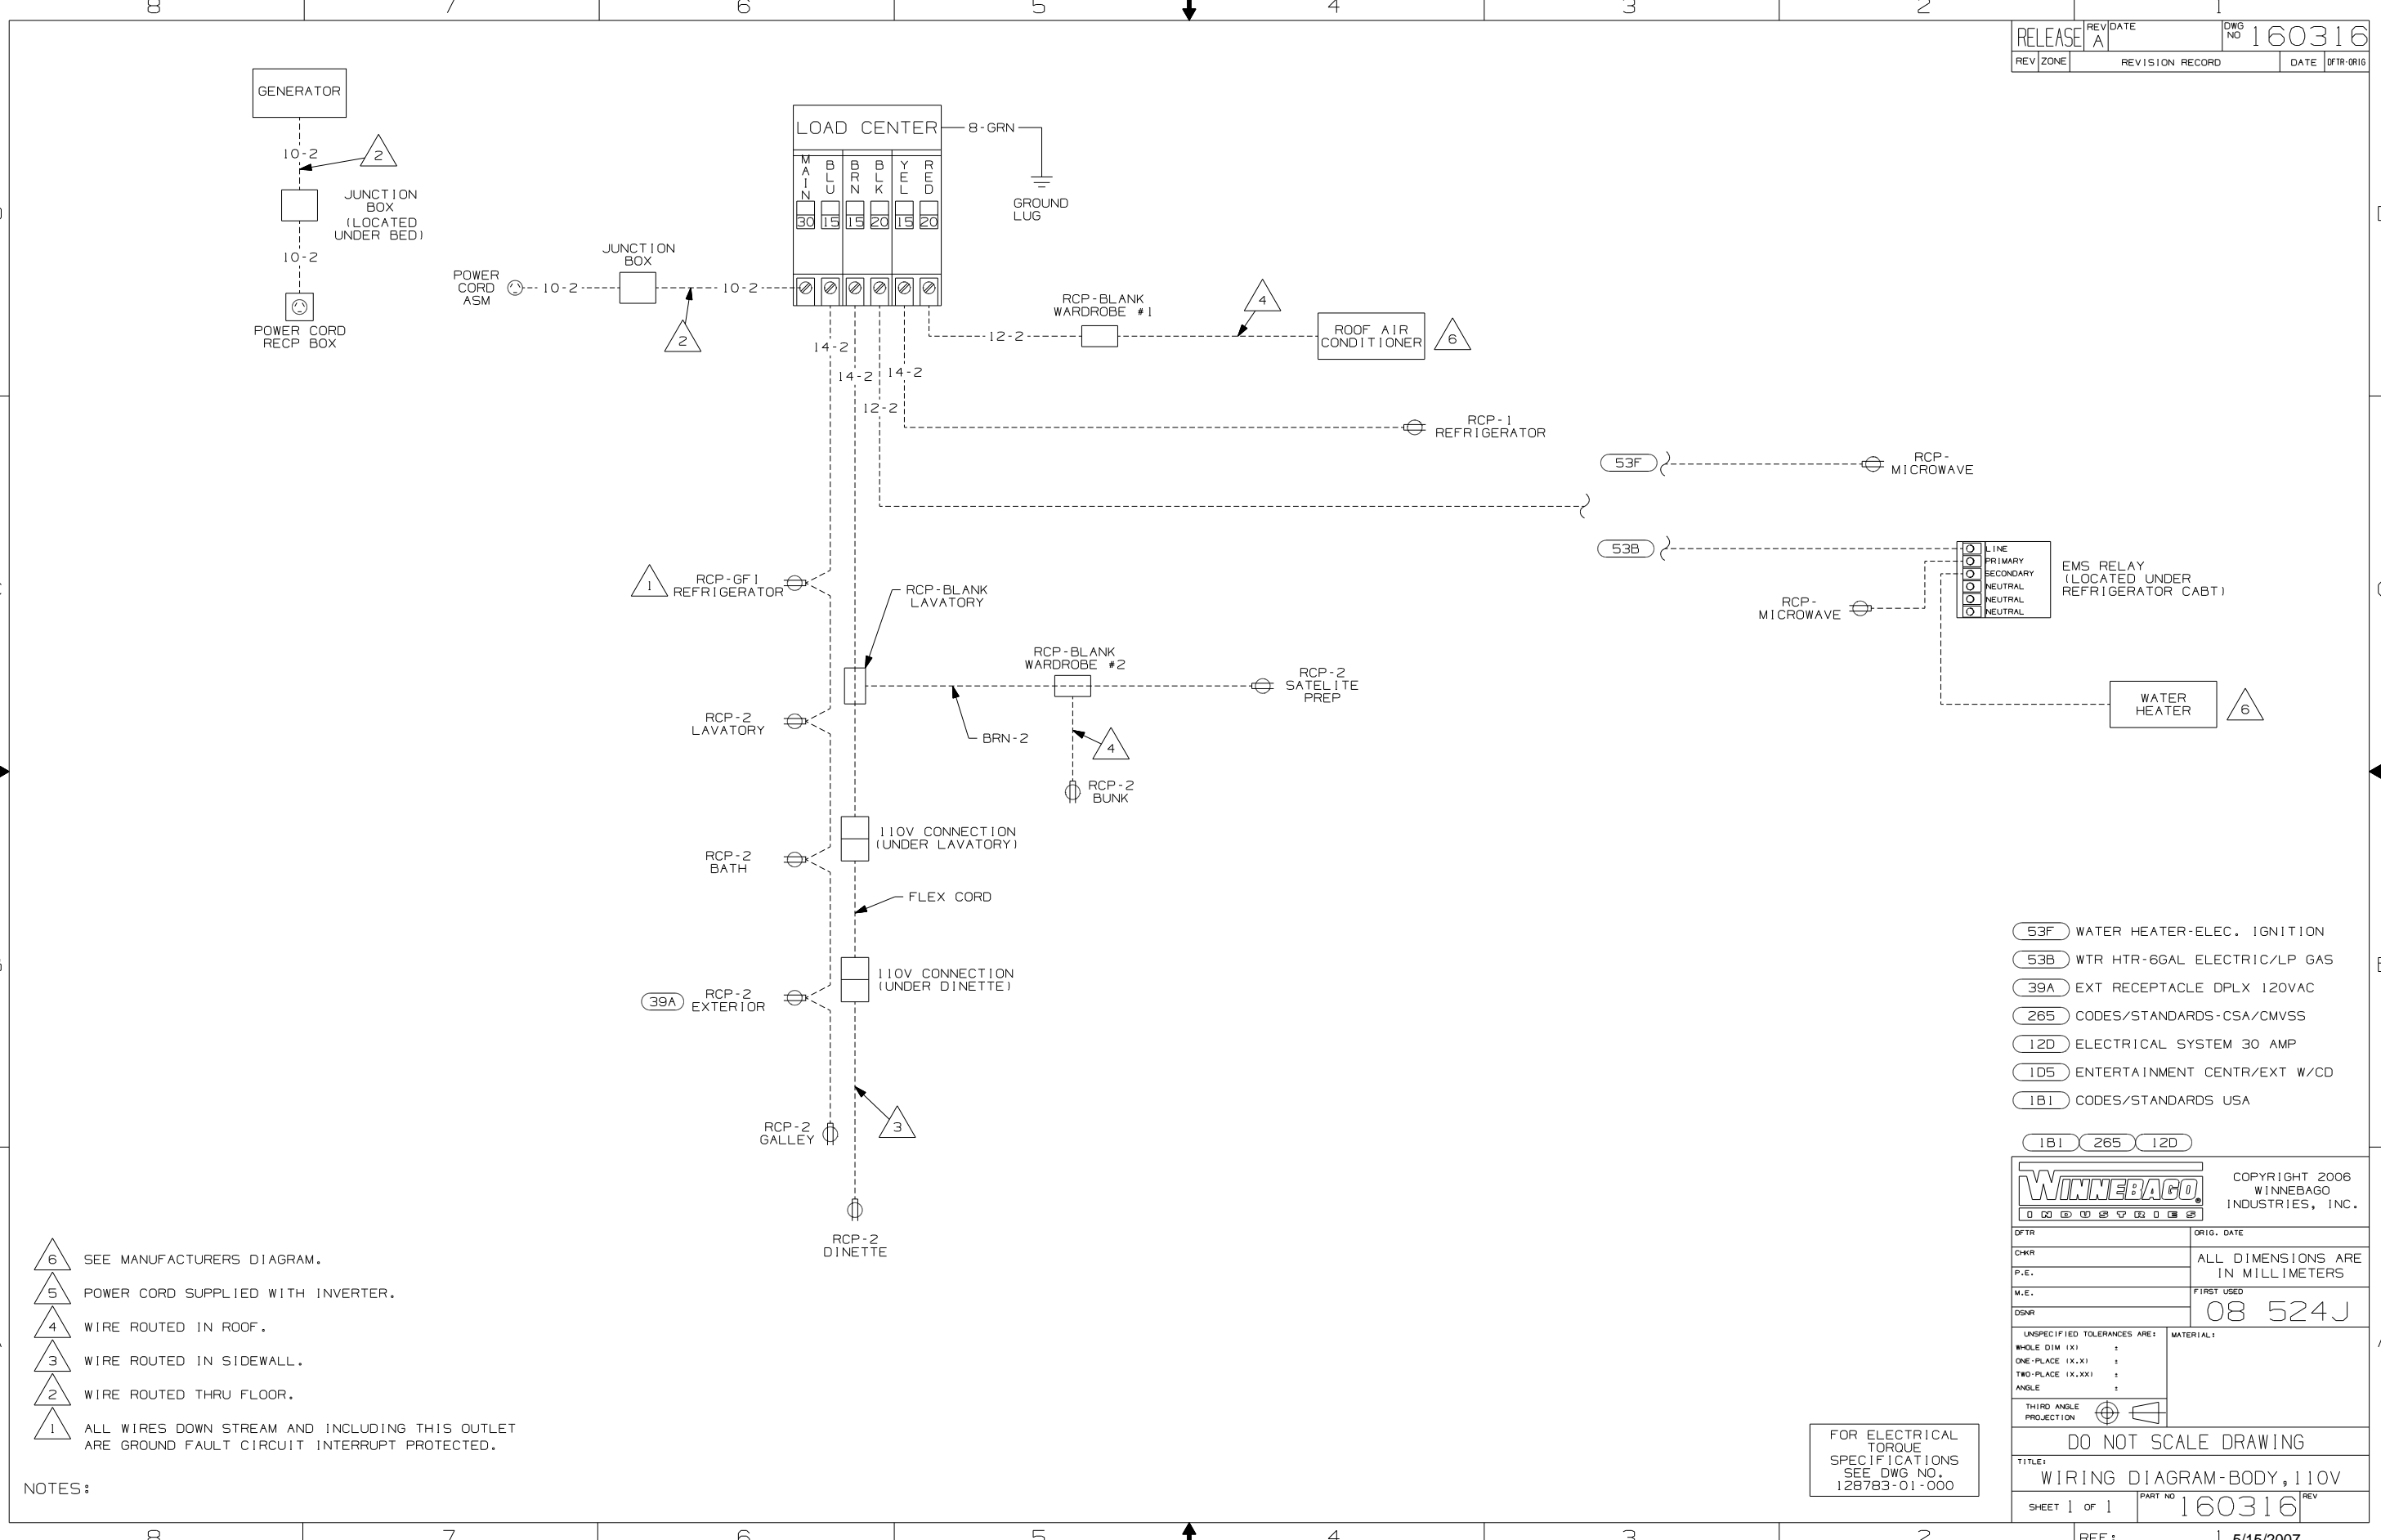 8 7 6 5 4 3 2 1
RELEASE
REV
A
DATE
DWG
NO
160316
REV
ZONE
REVISION RECORD
DATE
DFTR-ORIG
GENERATOR
10-2
2
JUNCTION
BOX
(LOCATED
UNDER BED)
10-2
POWER CORD
RECP BOX
LOAD CENTER
8-GRN
GROUND
LUG
MAIN
BLU
BRN
BLK
YEL
RED
30 15 15 20 15 20
JUNCTION
BOX
POWER
CORD
ASM
10-2
10-2
2
RCP-BLANK
WARDROBE #1
4
12-2
ROOF AIR
CONDITIONER
6
14-2
14-2
14-2
12-2
RCP-1
REFRIGERATOR
53F
RCP-
MICROWAVE
53B
LINE
PRIMARY
SECONDARY
NEUTRAL
NEUTRAL
NEUTRAL
EMS RELAY
(LOCATED UNDER
REFRIGERATOR CABT)
RCP-
MICROWAVE
WATER
HEATER
6
1
RCP-GFI
REFRIGERATOR
RCP-BLANK
LAVATORY
RCP-BLANK
WARDROBE #2
RCP-2
SATELITE
PREP
RCP-2
LAVATORY
BRN-2
4
RCP-2
BUNK
110V CONNECTION
(UNDER LAVATORY)
RCP-2
BATH
FLEX CORD
110V CONNECTION
(UNDER DINETTE)
39A
RCP-2
EXTERIOR
3
RCP-2
GALLEY
RCP-2
DINETTE
53F WATER HEATER-ELEC. IGNITION
53B WTR HTR-6GAL ELECTRIC/LP GAS
39A EXT RECEPTACLE DPLX 120VAC
265 CODES/STANDARDS-CSA/CMVSS
12D ELECTRICAL SYSTEM 30 AMP
1D5 ENTERTAINMENT CENTR/EXT W/CD
1B1 CODES/STANDARDS USA
1B1 265 12D
WINNEBAGO
INDUSTRIES
COPYRIGHT 2006
WINNEBAGO
INDUSTRIES, INC.
DFTR
ORIG. DATE
CHKR
ALL DIMENSIONS ARE
IN MILLIMETERS
P.E.
M.E.
FIRST USED
08 524J
DSNR
UNSPECIFIED TOLERANCES ARE:
MATERIAL:
WHOLE DIM (X) ±
ONE-PLACE (X.X) ±
TWO-PLACE (X.XX) ±
ANGLE ±
THIRD ANGLE
PROJECTION
DO NOT SCALE DRAWING
TITLE:
WIRING DIAGRAM-BODY,110V
SHEET 1 OF 1
PART NO
160316
REV
FOR ELECTRICAL
TORQUE
SPECIFICATIONS
SEE DWG NO.
128783-01-000
6 SEE MANUFACTURERS DIAGRAM.
5 POWER CORD SUPPLIED WITH INVERTER.
4 WIRE ROUTED IN ROOF.
3 WIRE ROUTED IN SIDEWALL.
2 WIRE ROUTED THRU FLOOR.
1 ALL WIRES DOWN STREAM AND INCLUDING THIS OUTLET
ARE GROUND FAULT CIRCUIT INTERRUPT PROTECTED.
NOTES:
8 7 6 5 4 3 2
REF: 1 5/15/2007